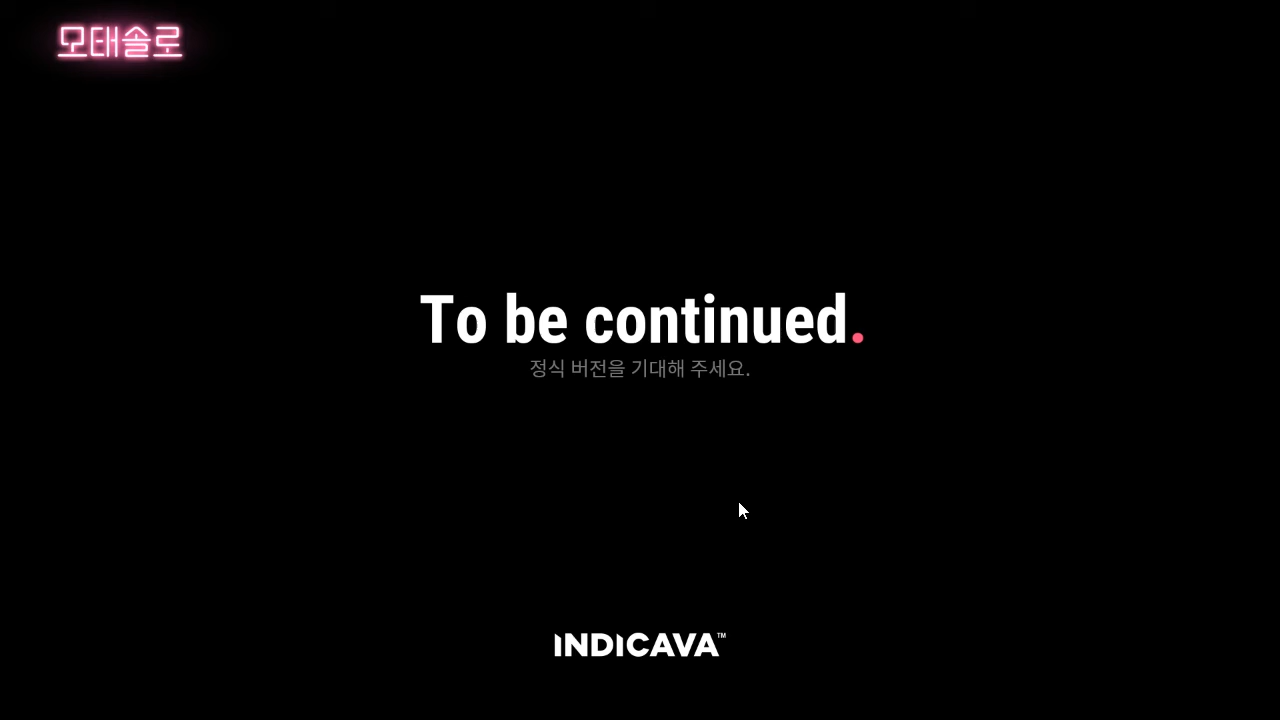 모태솔로
To be continued.
정식 버전을 기대해 주세요.
INDICAVA™